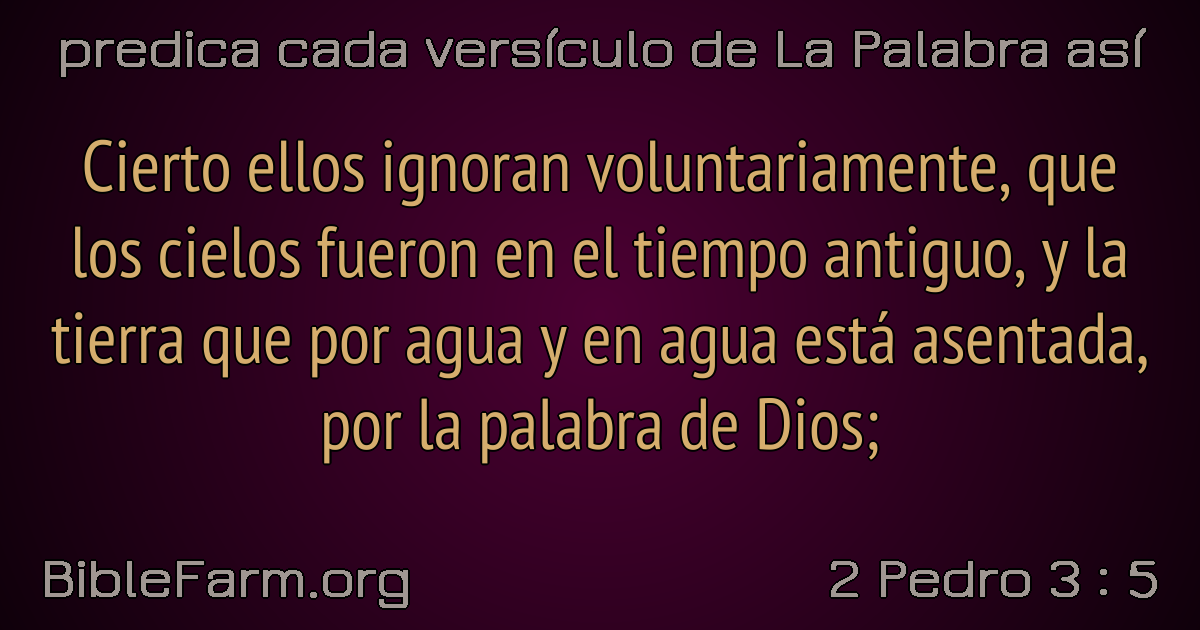 predica cada versículo de La Palabra así
Cierto ellos ignoran voluntariamente, que
los cielos fueron en el tiempo antiguo, y la
tierra que por agua y en agua está asentada,
por la palabra de Dios;
BibleFarm.org
2 Pedro 3 : 5